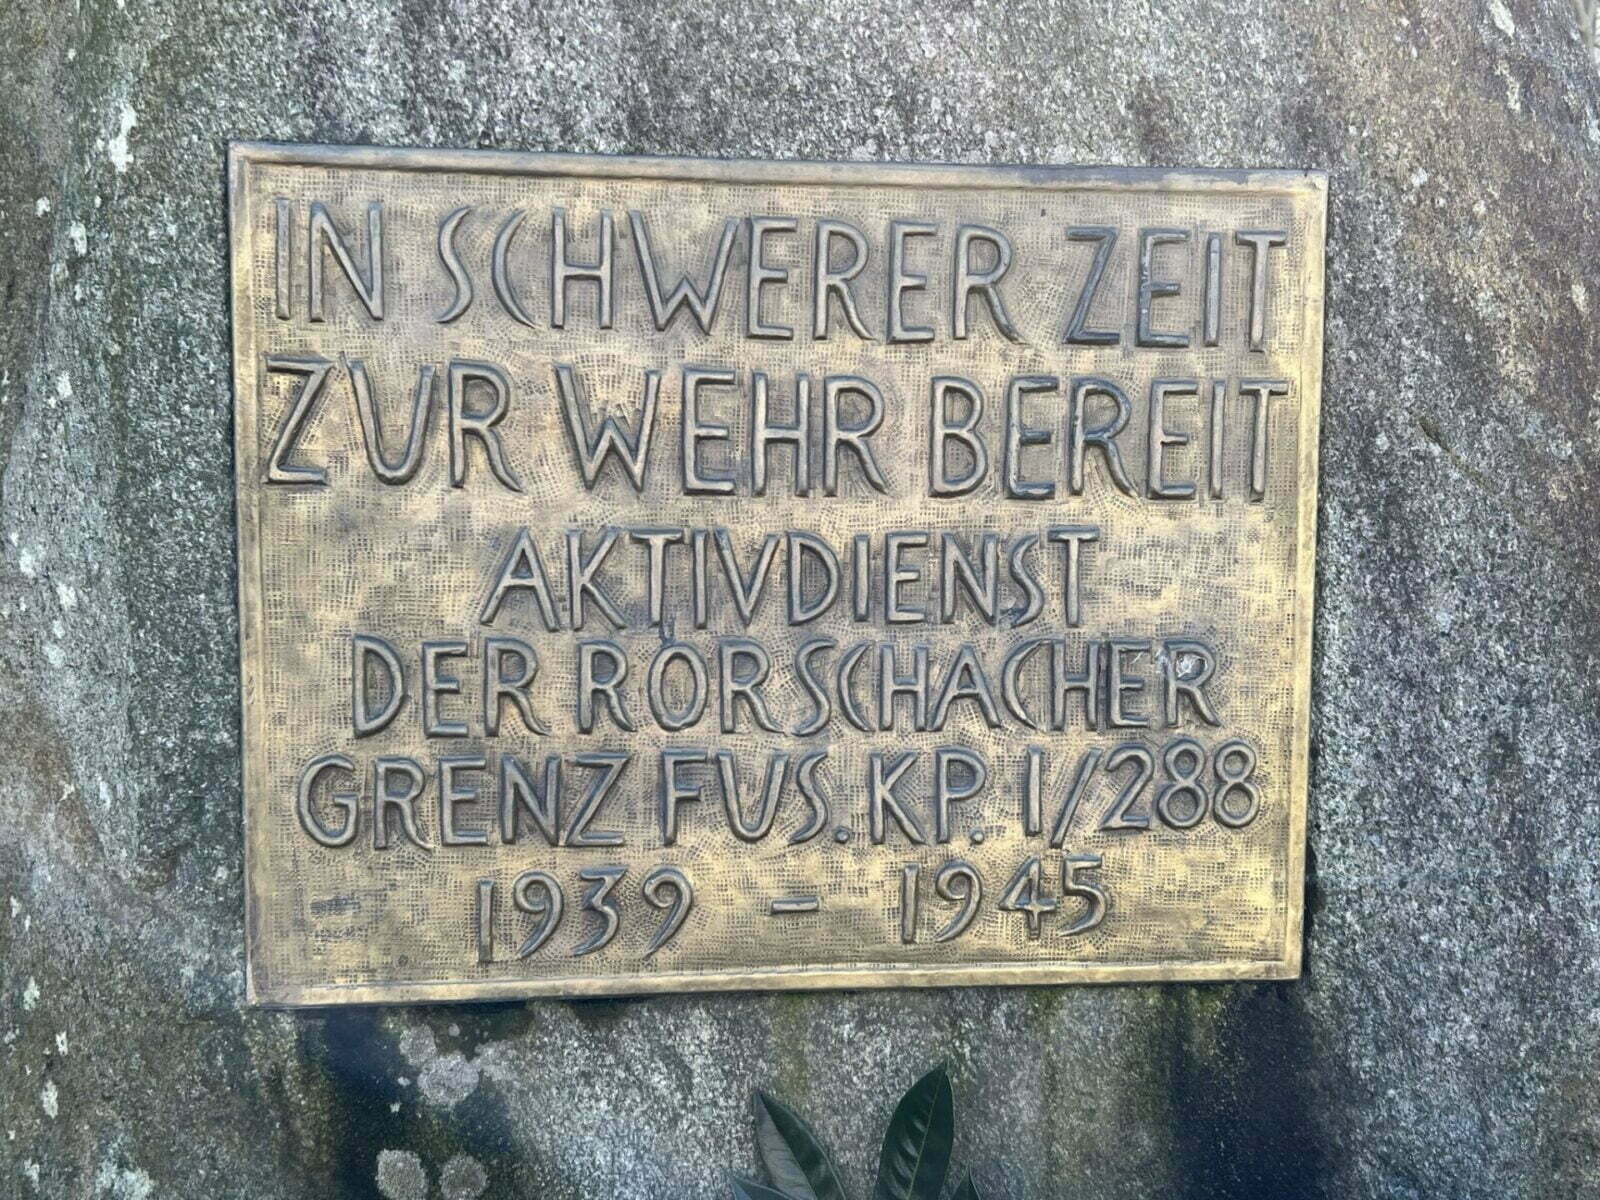 IN SCHWERER ZEIT
ZUR WEHR BEREIT
AKTIVDIENST
DER RORSCHACHER
GRENZ FUS. KP. I/288
1939 - 1945